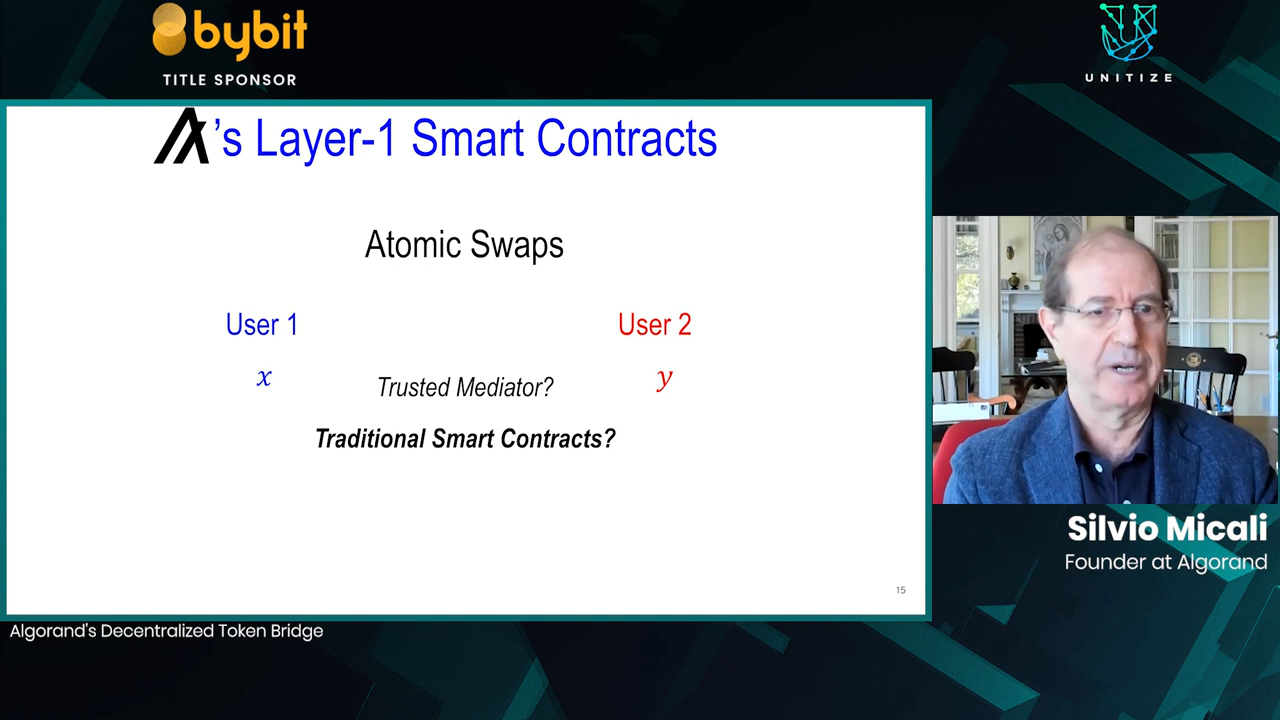 bybit
TITLE SPONSOR
UNITIZE
's Layer-1 Smart Contracts
Atomic Swaps
User 1
User 2
x
y
Trusted Mediator?
Traditional Smart Contracts?
15
Silvio Micali
Founder at Algorand
Algorand's Decentralized Token Bridge